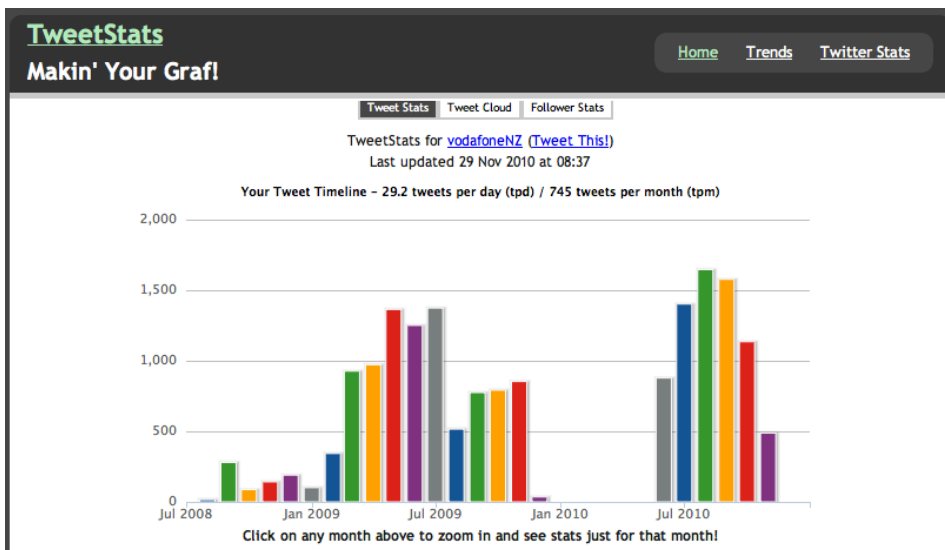 TweetStats
Makin' Your Graf!
Home Trends Twitter Stats
Tweet Stats Tweet Cloud Follower Stats
TweetStats for vodafoneNZ (Tweet This!)
Last updated 29 Nov 2010 at 08:37
Your Tweet Timeline – 29.2 tweets per day (tpd) / 745 tweets per month (tpm)
2,000
1,500
1,000
500
0
Jul 2008 Jan 2009 Jul 2009 Jan 2010 Jul 2010
Click on any month above to zoom in and see stats just for that month!